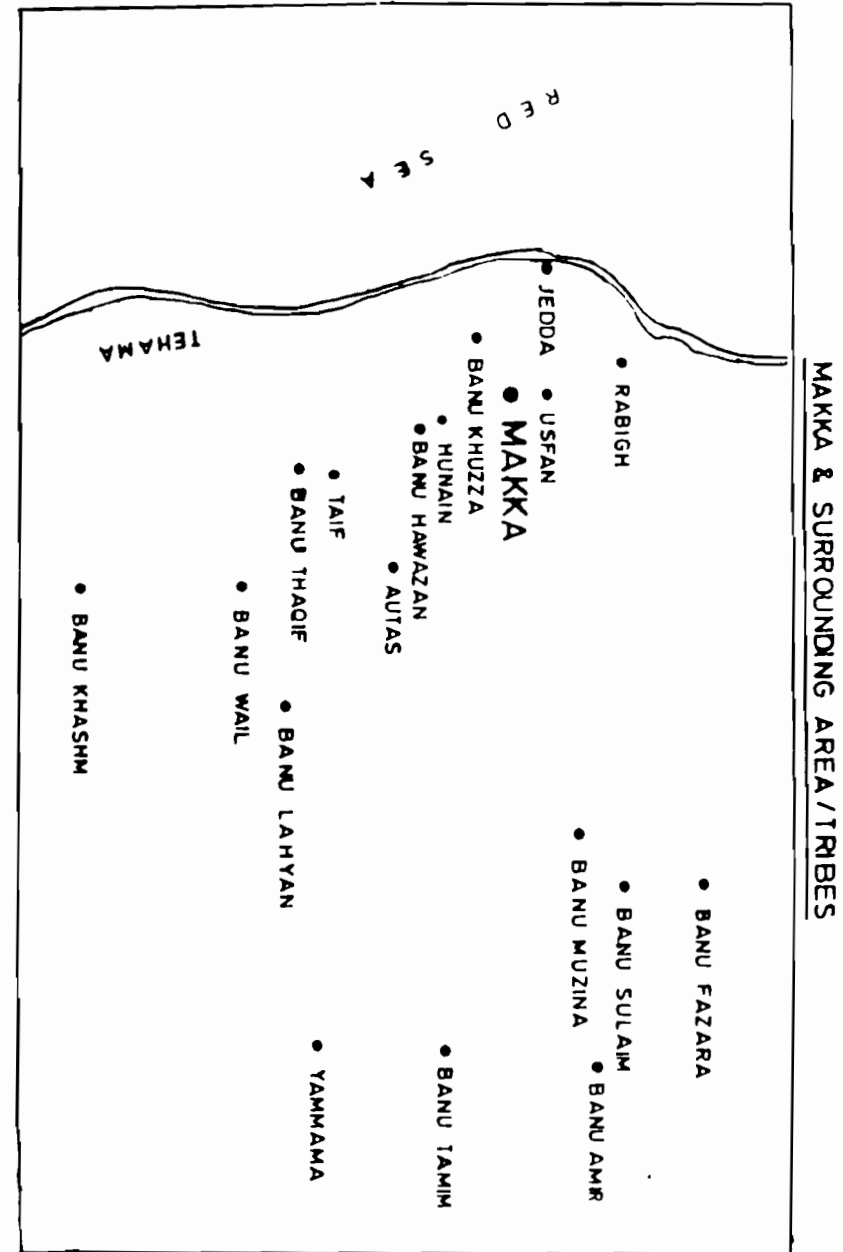 MAKKA & SURROUNDING AREA/TRIBES
RED
SEA
TEHAMA
JEDDA
RABIGH
USFAN
MAKKA
BANU KHUZZA
HUNAIN
BANU HAWAZAN
AUTAS
TAIF
BANU THAQIF
BANU WAIL
BANU KHASHM
BANU LAHYAN
BANU FAZARA
BANU SULAIM
BANU MUZINA
BANU AMIR
BANU TAMIM
YAMMAMA